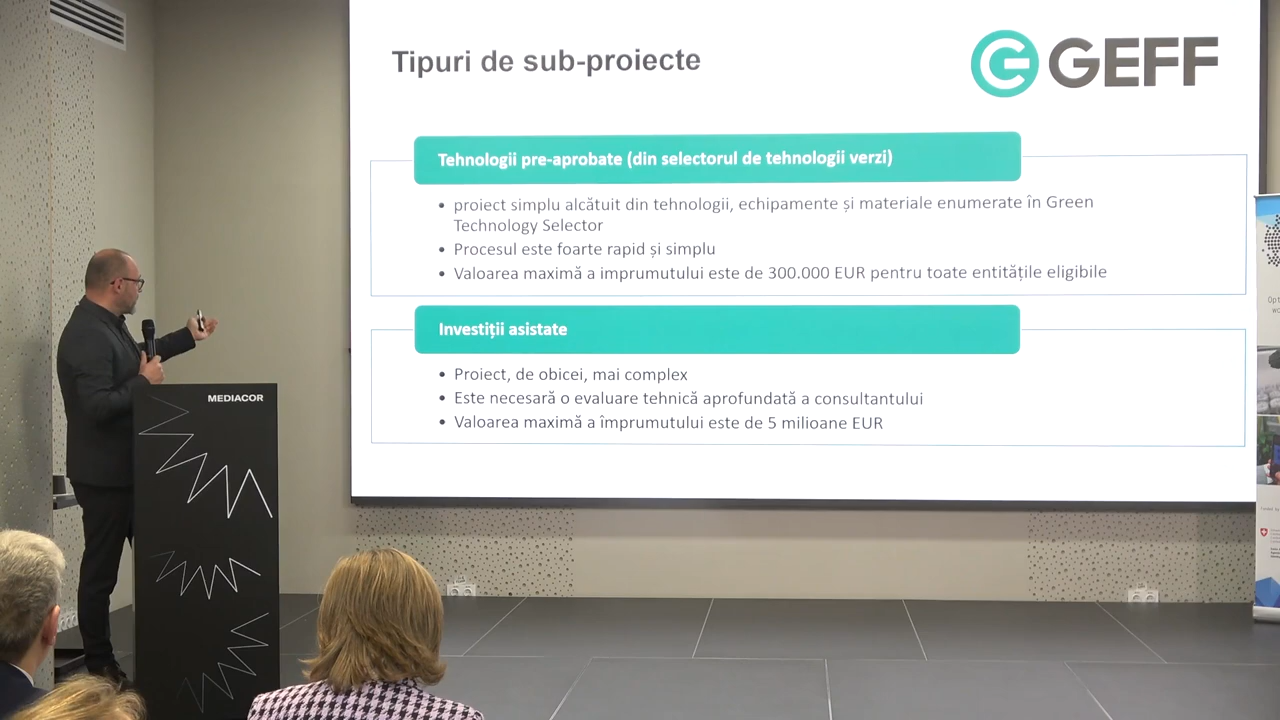 Tipuri de sub-proiecte
GEFF
Tehnologii pre-aprobate (din selectorul de tehnologii verzi)
• proiect simplu alcătuit din tehnologii, echipamente și materiale enumerate în Green
Technology Selector
• Procesul este foarte rapid și simplu
• Valoarea maximă a imprumutului este de 300.000 EUR pentru toate entitățile eligibile
Investiții asistate
• Proiect, de obicei, mai complex
• Este necesară o evaluare tehnică aprofundată a consultantului
• Valoarea maximă a împrumutului este de 5 milioane EUR
MEDIACOR